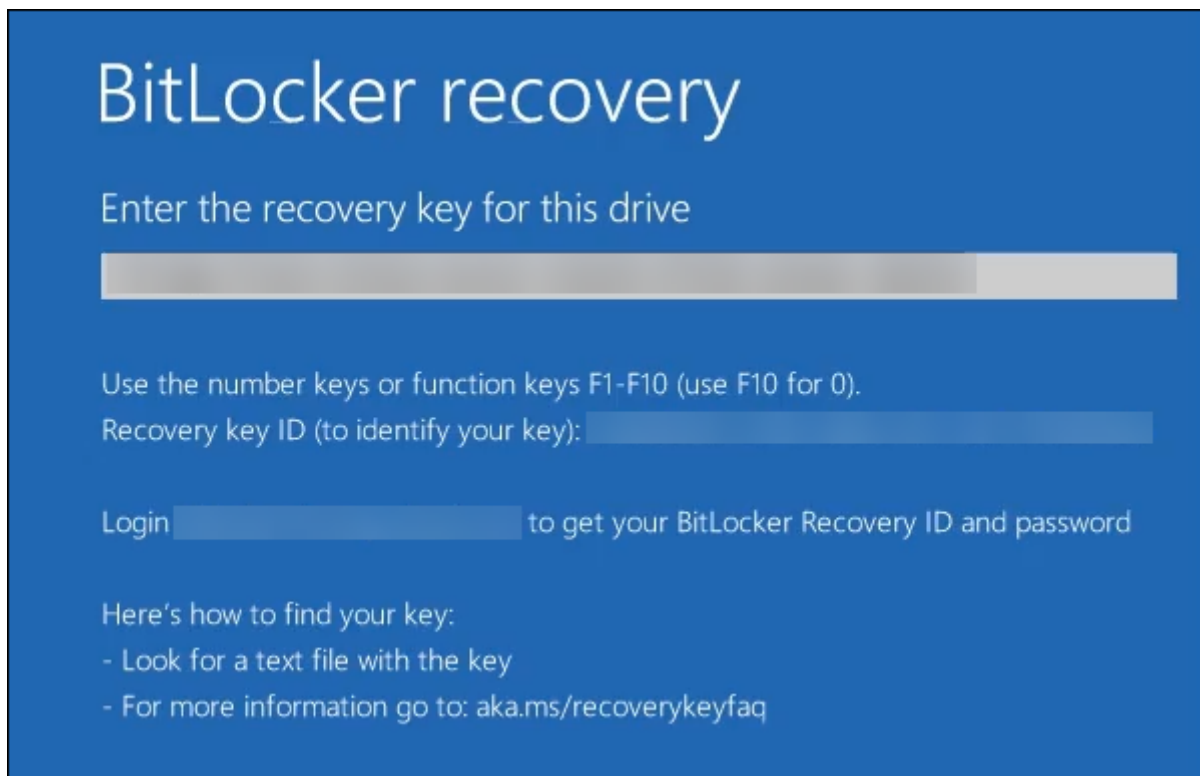 BitLocker recovery
Enter the recovery key for this drive
Use the number keys or function keys F1-F10 (use F10 for 0).
Recovery key ID (to identify your key):
Login to get your BitLocker Recovery ID and password
Here's how to find your key:
- Look for a text file with the key
- For more information go to: aka.ms/recoverykeyfaq